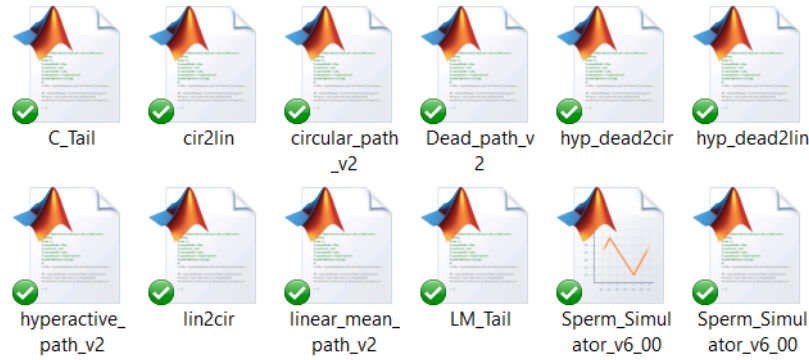 C_Tail cir2lin circular_path Dead_path_v hyp_dead2cir hyp_dead2lin
_v2 2
hyperactive_ lin2cir linear_mean_ LM_Tail Sperm_Simul Sperm_Simul
path_v2 path_v2 ator_v6_00 ator_v6_00